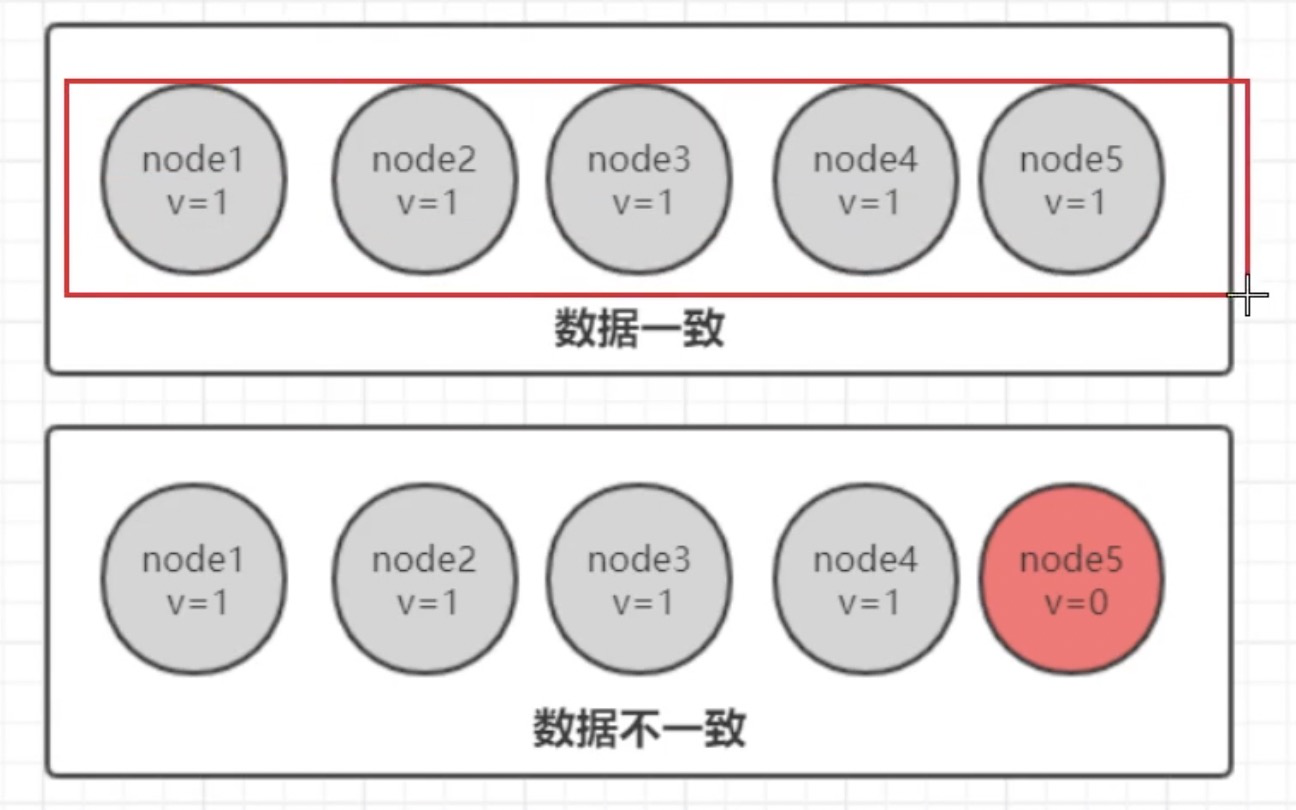 node1 node2 node3 node4 node5
v=1 v=1 v=1 v=1 v=1
数据一致
node1 node2 node3 node4 node5
v=1 v=1 v=1 v=1 v=0
数据不一致